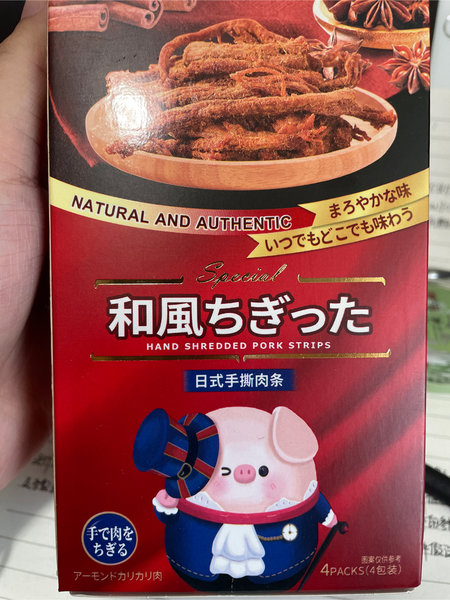 NATURAL AND AUTHENTIC
まろやかな味
いつでもどこでも味わう
Special
和風ちぎった
HAND SHREDDED PORK STRIPS
日式手撕肉条
手で肉を
ちぎる
アーモンドカリカリ肉
图案仅供参考
4PACKS(4包装)